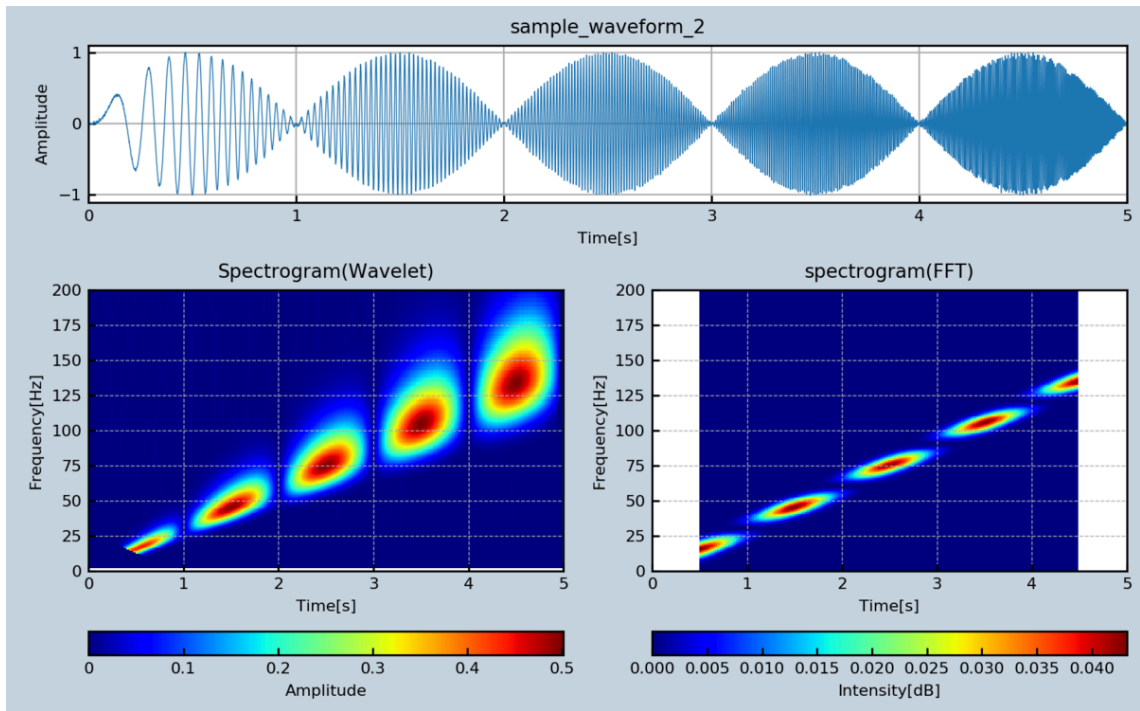 sample_waveform_2
Amplitude
1
0
−1
0 1 2 3 4 5
Time[s]
Spectrogram(Wavelet)
Frequency[Hz]
200
175
150
125
100
75
50
25
0
0 1 2 3 4 5
Time[s]
0 0.1 0.2 0.3 0.4 0.5
Amplitude
spectrogram(FFT)
Frequency[Hz]
200
175
150
125
100
75
50
25
0
0 1 2 3 4 5
Time[s]
0.000 0.005 0.010 0.015 0.020 0.025 0.030 0.035 0.040
Intensity[dB]